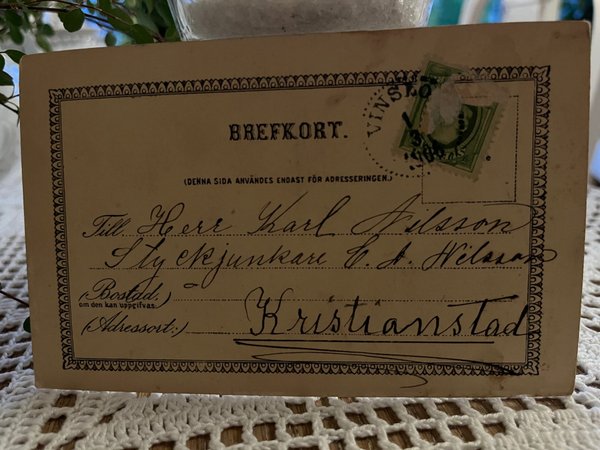 VINSLÖ
BREFKORT.
(DENNA SIDA ANVÄNDES ENDAST FÖR ADRESSERINGEN.)
Till Herr Karl Nilsson
Styckjunkare C. A. Nilsson
(Bostad.)
om den kan uppgifvas.
(Adressort:) Kristianstad